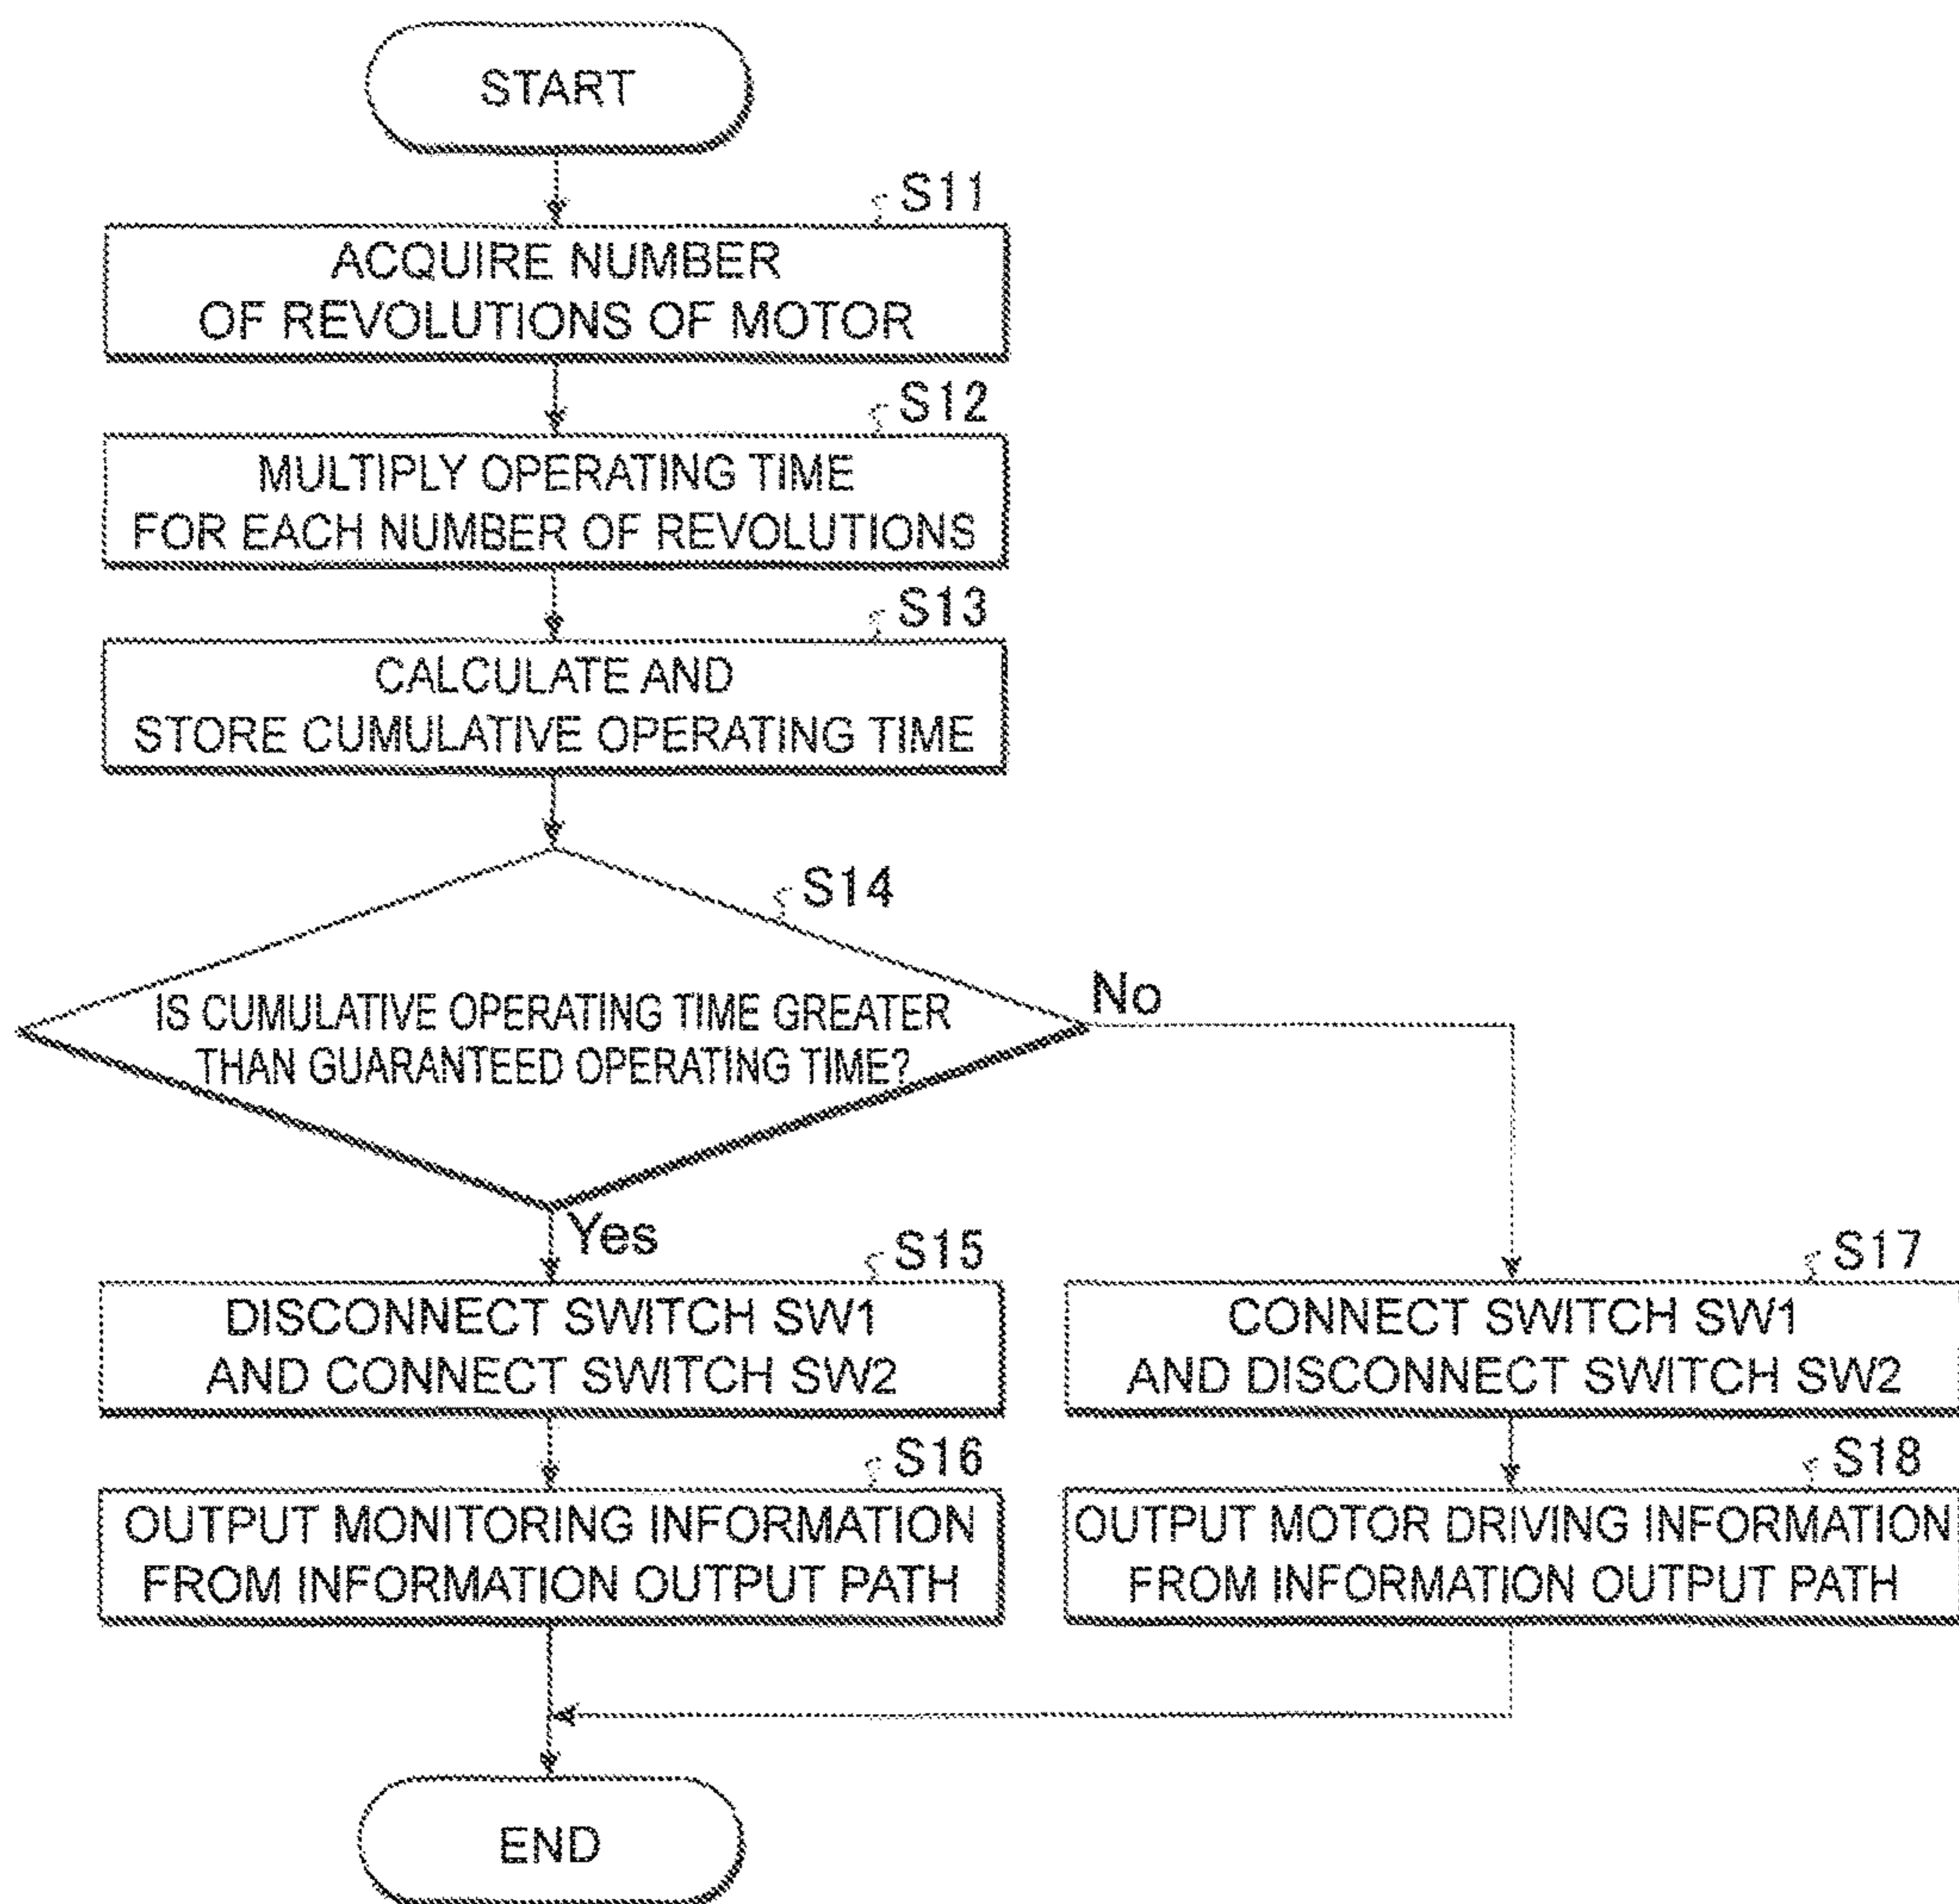 START
S11
ACQUIRE NUMBER
OF REVOLUTIONS OF MOTOR
S12
MULTIPLY OPERATING TIME
FOR EACH NUMBER OF REVOLUTIONS
S13
CALCULATE AND
STORE CUMULATIVE OPERATING TIME
S14
IS CUMULATIVE OPERATING TIME GREATER
THAN GUARANTEED OPERATING TIME?
No
Yes
S15
DISCONNECT SWITCH SW1
AND CONNECT SWITCH SW2
S16
OUTPUT MONITORING INFORMATION
FROM INFORMATION OUTPUT PATH
S17
CONNECT SWITCH SW1
AND DISCONNECT SWITCH SW2
S18
OUTPUT MOTOR DRIVING INFORMATION
FROM INFORMATION OUTPUT PATH
END